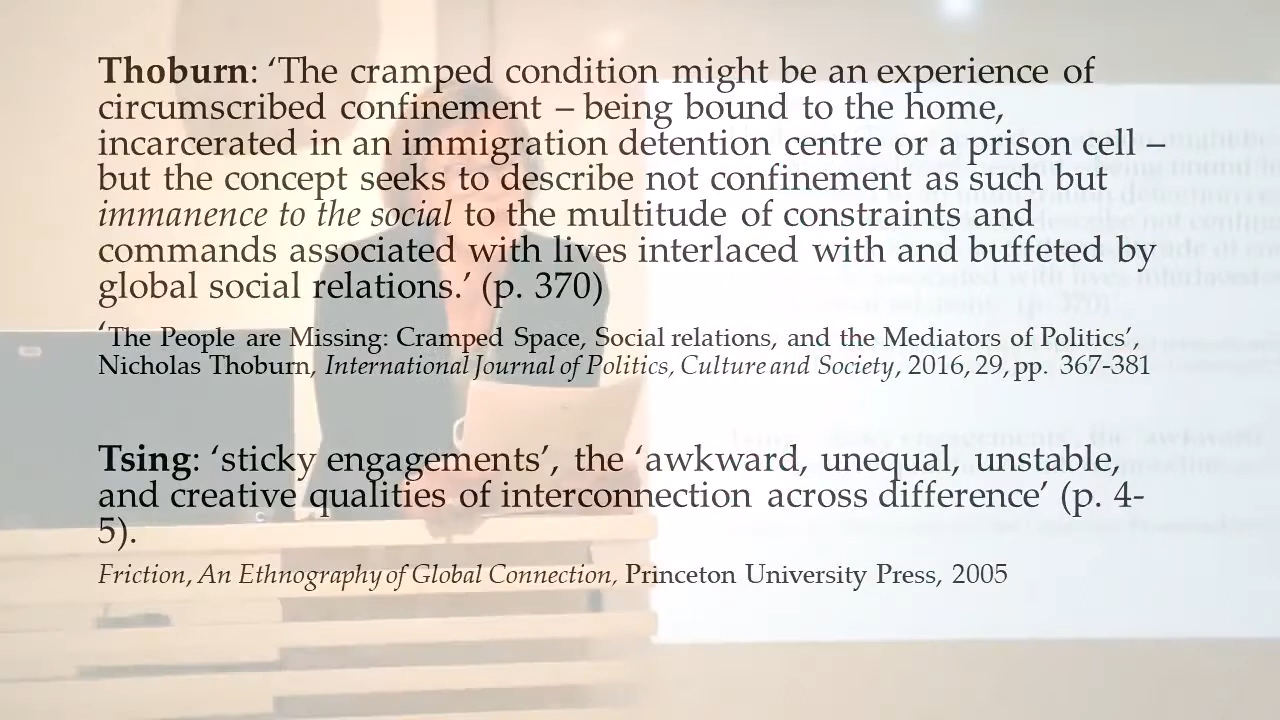 Thoburn: ‘The cramped condition might be an experience of
circumscribed confinement – being bound to the home,
incarcerated in an immigration detention centre or a prison cell –
but the concept seeks to describe not confinement as such but
immanence to the social to the multitude of constraints and
commands associated with lives interlaced with and buffeted by
global social relations.’ (p. 370)
‘The People are Missing: Cramped Space, Social relations, and the Mediators of Politics’,
Nicholas Thoburn, International Journal of Politics, Culture and Society, 2016, 29, pp. 367-381
Tsing: ‘sticky engagements’, the ‘awkward, unequal, unstable,
and creative qualities of interconnection across difference’ (p. 4-
5).
Friction, An Ethnography of Global Connection, Princeton University Press, 2005